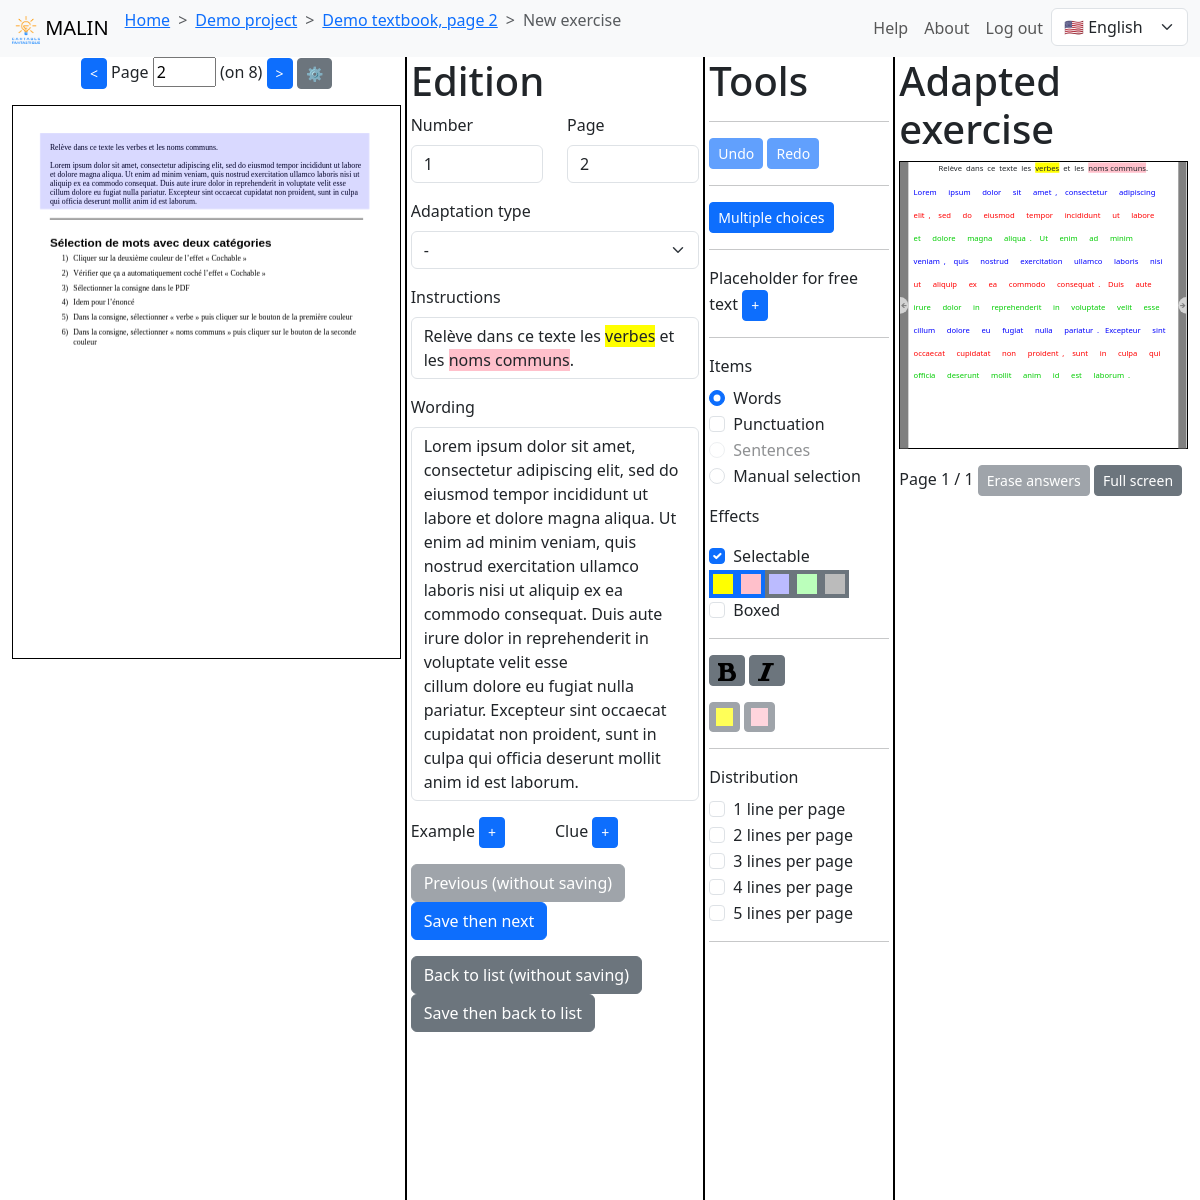 MALIN
Home > Demo project > Demo textbook, page 2 > New exercise
Help About Log out 🇺🇸 English
< Page 2 (on 8) > ⚙️
Relève dans ce texte les verbes et les noms communs.
Lorem ipsum dolor sit amet, consectetur adipiscing elit, sed do eiusmod tempor incididunt ut labore
et dolore magna aliqua. Ut enim ad minim veniam, quis nostrud exercitation ullamco laboris nisi ut
aliquip ex ea commodo consequat. Duis aute irure dolor in reprehenderit in voluptate velit esse
cillum dolore eu fugiat nulla pariatur. Excepteur sint occaecat cupidatat non proident, sunt in culpa
qui officia deserunt mollit anim id est laborum.
Sélection de mots avec deux catégories
1) Cliquer sur la deuxième couleur de l’effet « Cochable »
2) Vérifier que ça a automatiquement coché l’effet « Cochable »
3) Sélectionner la consigne dans le PDF
4) Idem pour l’énoncé
5) Dans la consigne, sélectionner « verbe » puis cliquer sur le bouton de la première couleur
6) Dans la consigne, sélectionner « noms communs » puis cliquer sur le bouton de la seconde
couleur
Edition
Number Page
1 2
Adaptation type
-
Instructions
Relève dans ce texte les verbes et
les noms communs.
Wording
Lorem ipsum dolor sit amet,
consectetur adipiscing elit, sed do
eiusmod tempor incididunt ut
labore et dolore magna aliqua. Ut
enim ad minim veniam, quis
nostrud exercitation ullamco
laboris nisi ut aliquip ex ea
commodo consequat. Duis aute
irure dolor in reprehenderit in
voluptate velit esse
cillum dolore eu fugiat nulla
pariatur. Excepteur sint occaecat
cupidatat non proident, sunt in
culpa qui officia deserunt mollit
anim id est laborum.
Example + Clue +
Previous (without saving)
Save then next
Back to list (without saving)
Save then back to list
Tools
Undo Redo
Multiple choices
Placeholder for free
text +
Items
Words
Punctuation
Sentences
Manual selection
Effects
Selectable
Boxed
B I
Distribution
1 line per page
2 lines per page
3 lines per page
4 lines per page
5 lines per page
Adapted
exercise
Relève dans ce texte les verbes et les noms communs.
Lorem ipsum dolor sit amet , consectetur adipiscing
elit , sed do eiusmod tempor incididunt ut labore
et dolore magna aliqua . Ut enim ad minim
veniam , quis nostrud exercitation ullamco laboris nisi
ut aliquip ex ea commodo consequat . Duis aute
irure dolor in reprehenderit in voluptate velit esse
cillum dolore eu fugiat nulla pariatur . Excepteur sint
occaecat cupidatat non proident , sunt in culpa qui
officia deserunt mollit anim id est laborum .
Page 1 / 1 Erase answers Full screen